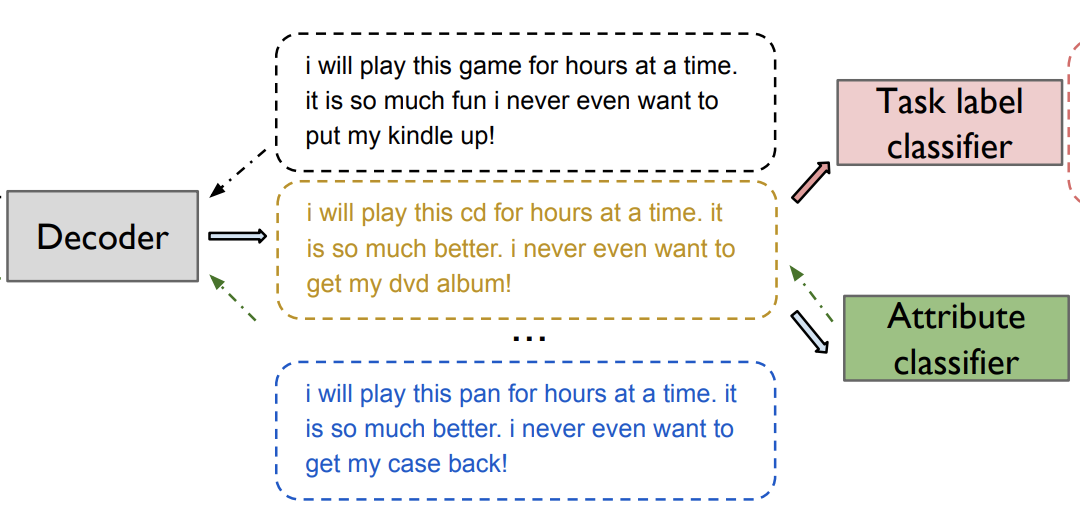 i will play this game for hours at a time.
it is so much fun i never even want to
put my kindle up!
Task label
classifier
Decoder
i will play this cd for hours at a time. it
is so much better. i never even want to
get my dvd album!
...
Attribute
classifier
i will play this pan for hours at a time. it
is so much better. i never even want to
get my case back!